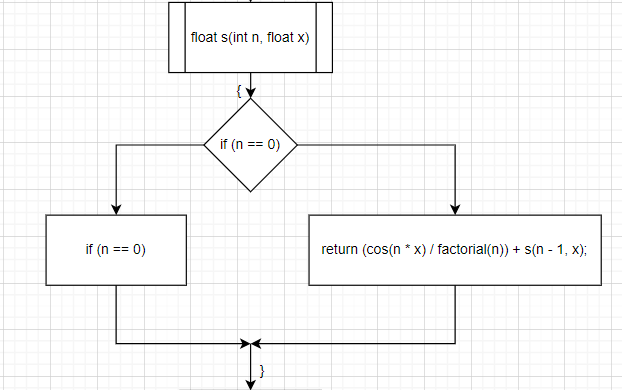 float s(int n, float x)
{
if (n == 0)
if (n == 0)
return (cos(n * x) / factorial(n)) + s(n - 1, x);
}